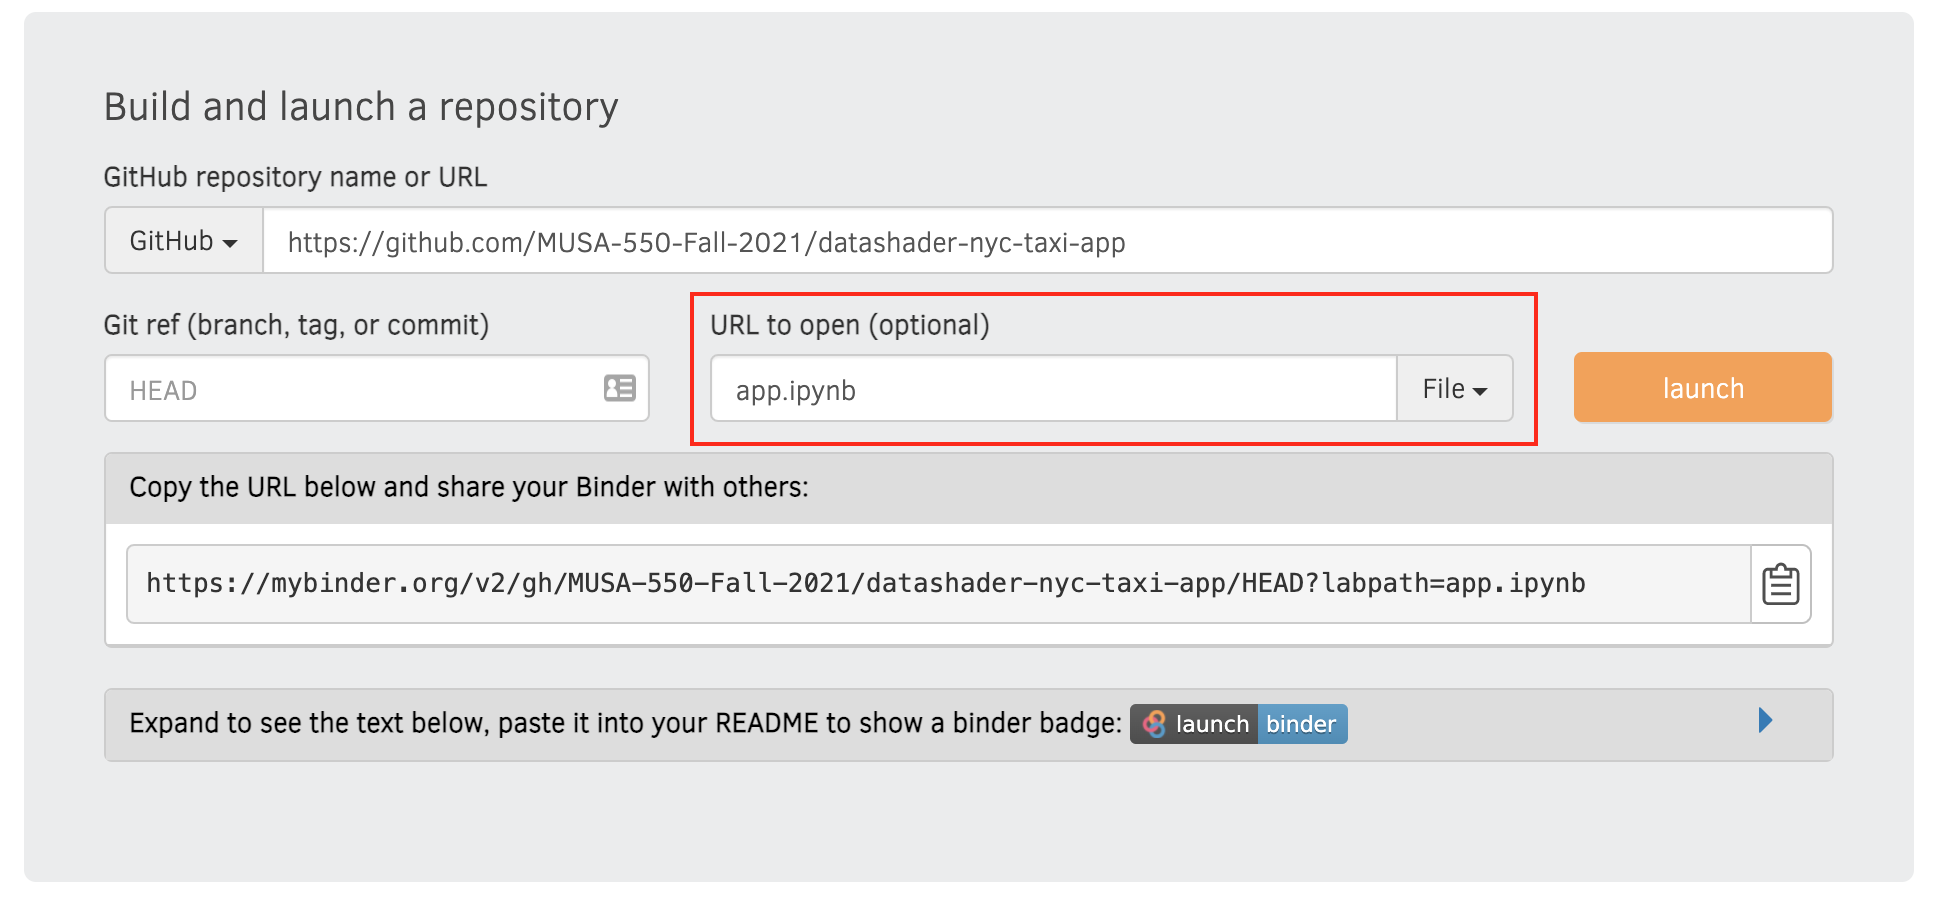 Build and launch a repository
GitHub repository name or URL
GitHub
https://github.com/MUSA-550-Fall-2021/datashader-nyc-taxi-app
Git ref (branch, tag, or commit)
URL to open (optional)
HEAD
app.ipynb
File
launch
Copy the URL below and share your Binder with others:
https://mybinder.org/v2/gh/MUSA-550-Fall-2021/datashader-nyc-taxi-app/HEAD?labpath=app.ipynb
Expand to see the text below, paste it into your README to show a binder badge: launch binder